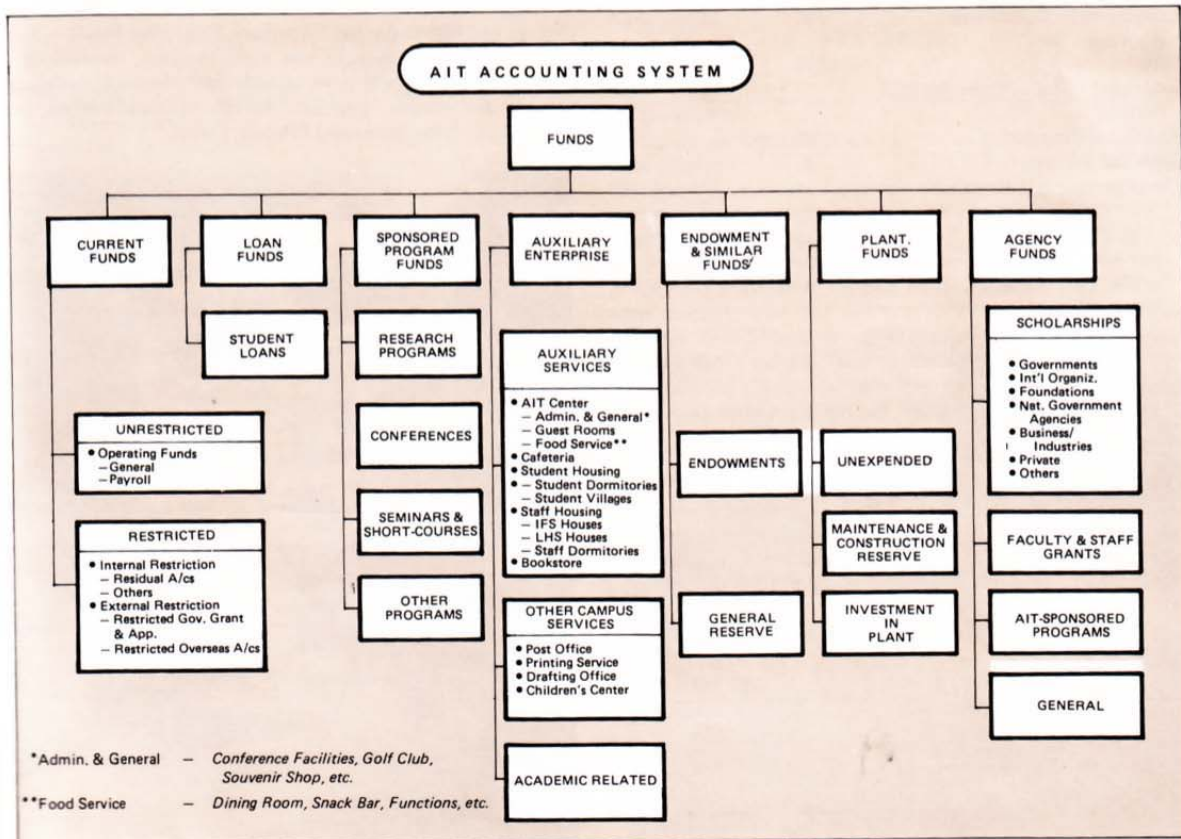 AIT ACCOUNTING SYSTEM
FUNDS
CURRENT
FUNDS
LOAN
FUNDS
SPONSORED
PROGRAM
FUNDS
AUXILIARY
ENTERPRISE
ENDOWMENT
& SIMILAR
FUNDS
PLANT.
FUNDS
AGENCY
FUNDS
UNRESTRICTED
● Operating Funds
— General
— Payroll
RESTRICTED
● Internal Restriction
— Residual A/cs
— Others
● External Restriction
— Restricted Gov. Grant
& App.
— Restricted Overseas A/cs
STUDENT
LOANS
RESEARCH
PROGRAMS
CONFERENCES
SEMINARS &
SHORT-COURSES
OTHER
PROGRAMS
AUXILIARY
SERVICES
● AIT Center
— Admin. & General*
— Guest Rooms
— Food Service**
● Cafeteria
● Student Housing
● — Student Dormitories
— Student Villages
● Staff Housing
— IFS Houses
— LHS Houses
— Staff Dormitories
● Bookstore
OTHER CAMPUS
SERVICES
● Post Office
● Printing Service
● Drafting Office
● Children's Center
ACADEMIC RELATED
ENDOWMENTS
GENERAL
RESERVE
UNEXPENDED
MAINTENANCE &
CONSTRUCTION
RESERVE
INVESTMENT
IN
PLANT
SCHOLARSHIPS
● Governments
● Int'l Organiz.
● Foundations
● Nat. Government
Agencies
● Business/
Industries
● Private
● Others
FACULTY & STAFF
GRANTS
AIT-SPONSORED
PROGRAMS
GENERAL
*Admin. & General — Conference Facilities, Golf Club,
Souvenir Shop, etc.
**Food Service — Dining Room, Snack Bar, Functions, etc.